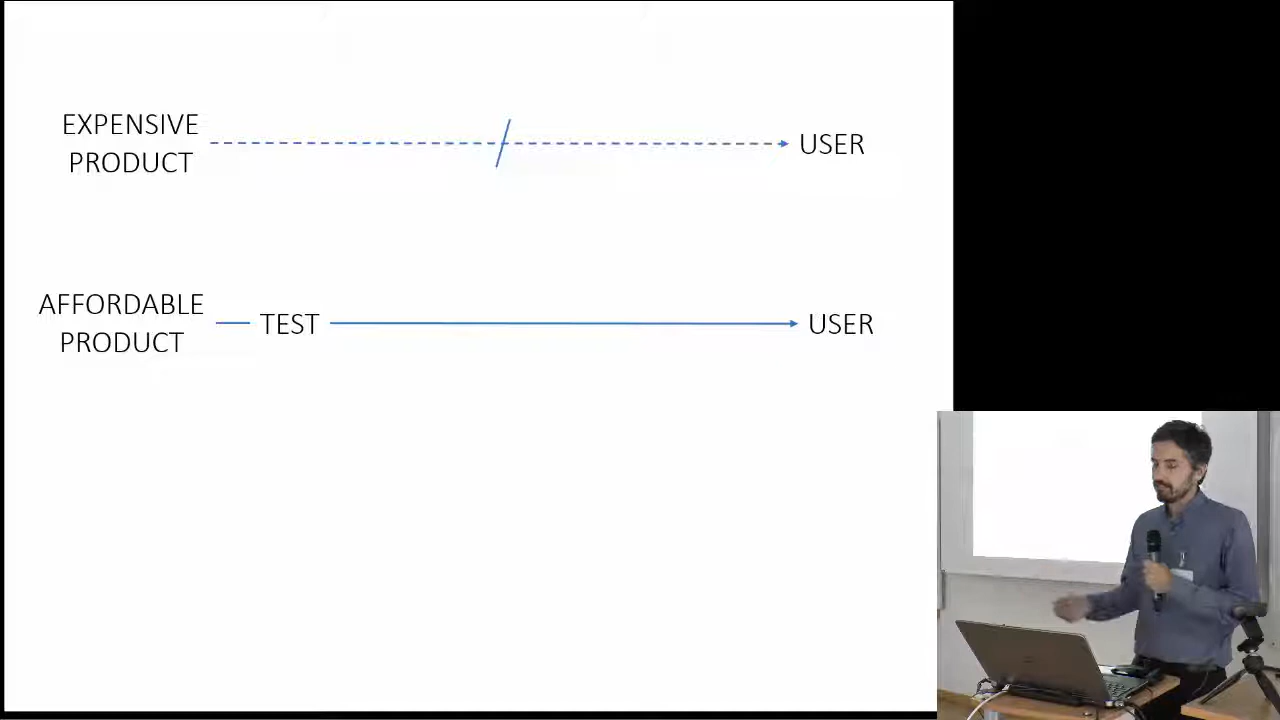 EXPENSIVE
PRODUCT
USER
AFFORDABLE
PRODUCT
TEST
USER